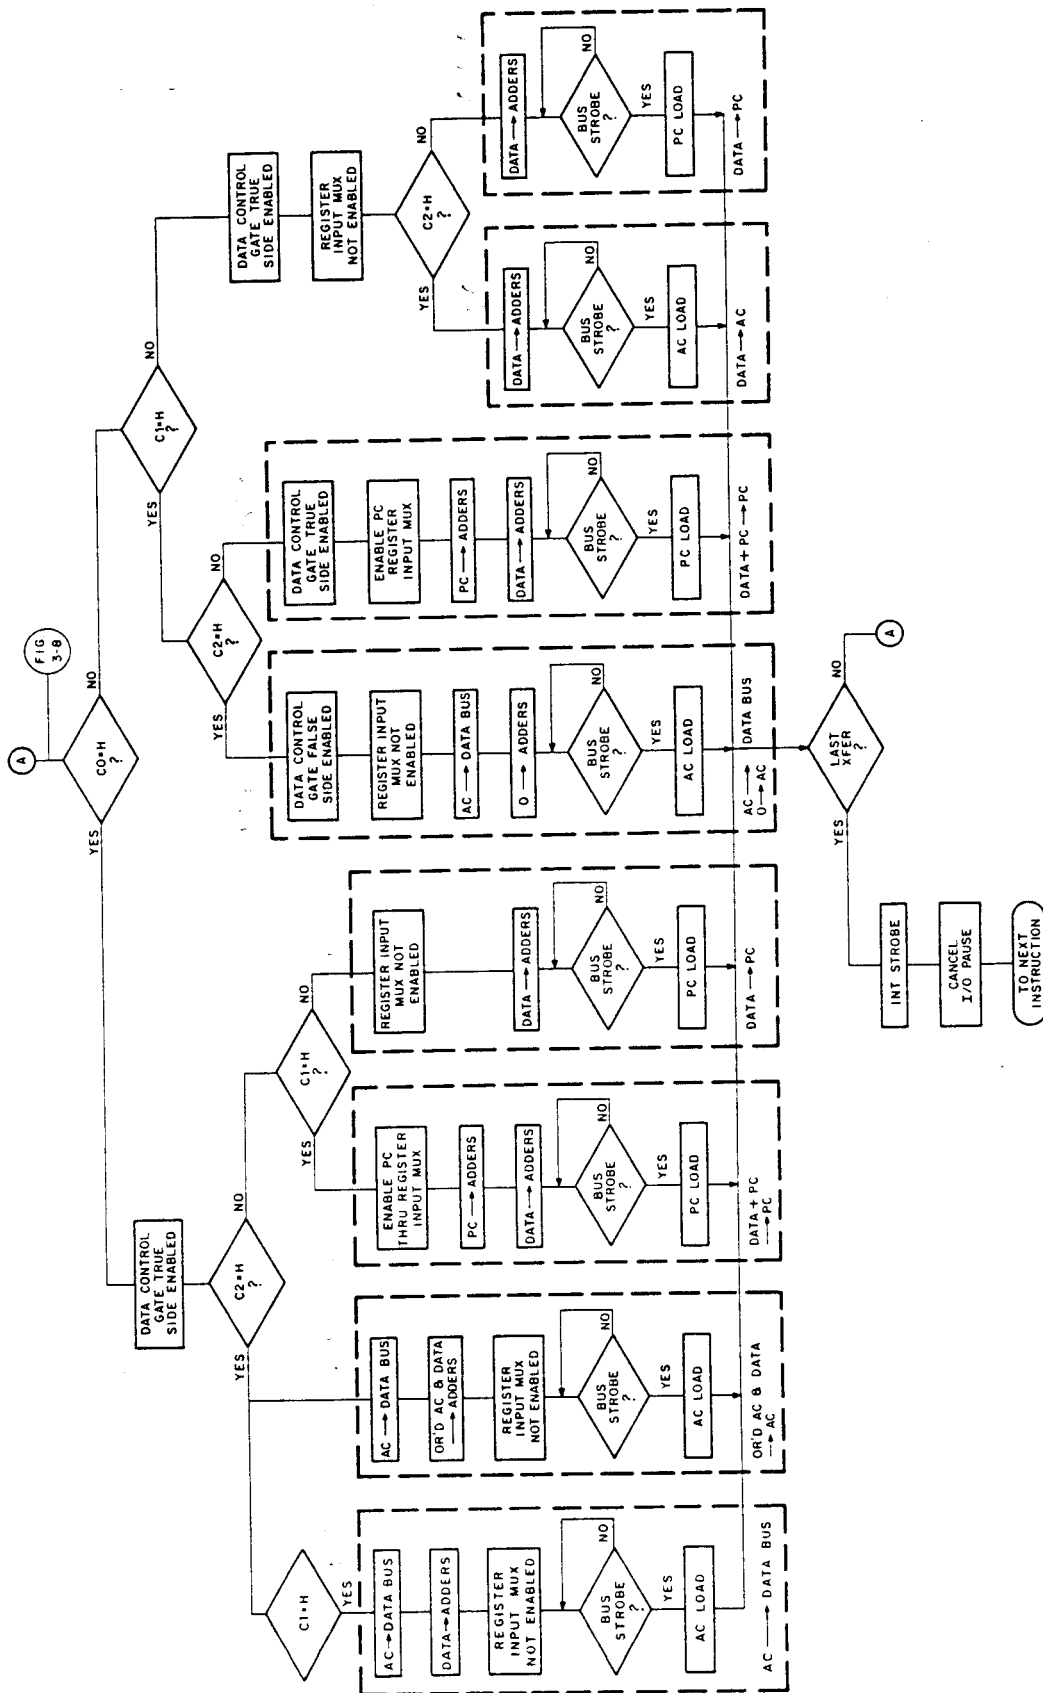 A
FIG
3-8
C0=H
?
YES
NO
DATA CONTROL
GATE TRUE
SIDE ENABLED
C2=H
?
YES
NO
C1=H
YES
AC → DATA BUS
DATA → ADDERS
REGISTER
INPUT MUX
NOT ENABLED
BUS
STROBE
?
NO
YES
AC LOAD
AC → DATA BUS
AC → DATA BUS
OR'D AC & DATA
→ ADDERS
REGISTER
INPUT MUX
NOT ENABLED
BUS
STROBE
?
NO
YES
AC LOAD
OR'D AC & DATA
→ AC
C1=H
?
YES
NO
ENABLE PC
THRU REGISTER
INPUT MUX
PC → ADDERS
DATA → ADDERS
BUS
STROBE
?
NO
YES
PC LOAD
DATA + PC
→ PC
REGISTER INPUT
MUX NOT
ENABLED
DATA → ADDERS
BUS
STROBE
?
NO
YES
PC LOAD
DATA → PC
C1=H
?
YES
NO
C2=H
?
YES
NO
DATA CONTROL
GATE FALSE
SIDE ENABLED
REGISTER INPUT
MUX NOT
ENABLED
AC → DATA BUS
O → ADDERS
BUS
STROBE
?
NO
YES
AC LOAD
AC → DATA BUS
O → AC
DATA CONTROL
GATE TRUE
SIDE ENABLED
ENABLE PC
REGISTER
INPUT MUX
PC → ADDERS
DATA → ADDERS
BUS
STROBE
?
NO
YES
PC LOAD
DATA + PC → PC
DATA CONTROL
GATE TRUE
SIDE ENABLED
REGISTER
INPUT MUX
NOT ENABLED
C2=H
?
YES
NO
DATA → ADDERS
BUS
STROBE
?
NO
YES
AC LOAD
DATA → AC
DATA → ADDERS
BUS
STROBE
?
NO
YES
PC LOAD
DATA → PC
LAST
XFER
?
YES
NO
A
INT STROBE
CANCEL
I/O PAUSE
TO NEXT
INSTRUCTION